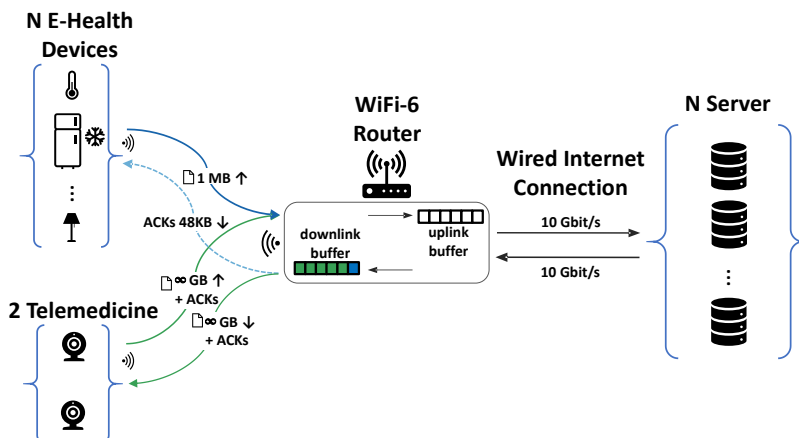 N E-Health
Devices
WiFi-6
Router
N Server
Wired Internet
Connection
1 MB ↑
ACKs 48KB ↓
downlink
buffer
uplink
buffer
10 Gbit/s
10 Gbit/s
∞ GB ↑
+ ACKs
2 Telemedicine
∞ GB ↓
+ ACKs